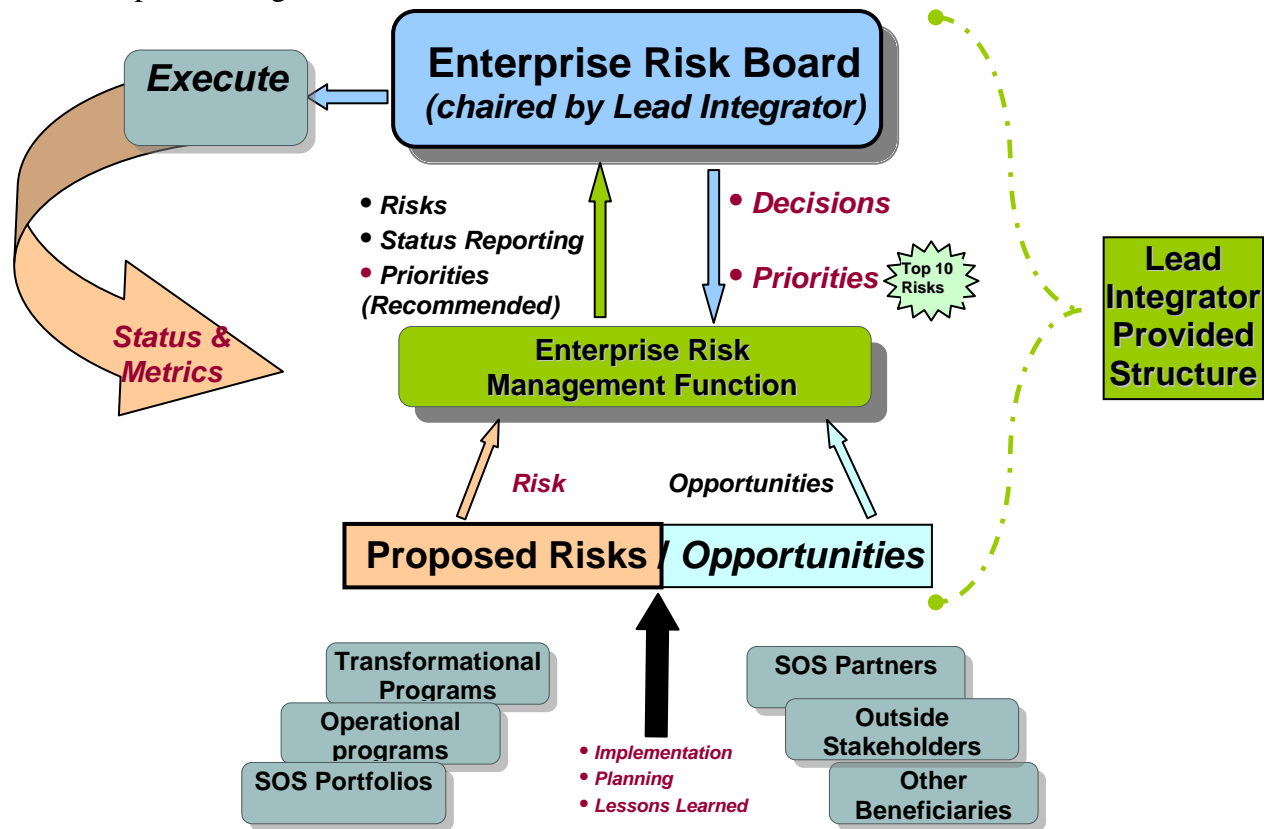 Execute
Enterprise Risk Board
(chaired by Lead Integrator)
• Risks
• Status Reporting
• Priorities
(Recommended)
• Decisions
• Priorities
Top 10
Risks
Lead
Integrator
Provided
Structure
Status &
Metrics
Enterprise Risk
Management Function
Risk
Opportunities
Proposed Risks / Opportunities
Transformational
Programs
Operational
programs
SOS Portfolios
• Implementation
• Planning
• Lessons Learned
SOS Partners
Outside
Stakeholders
Other
Beneficiaries